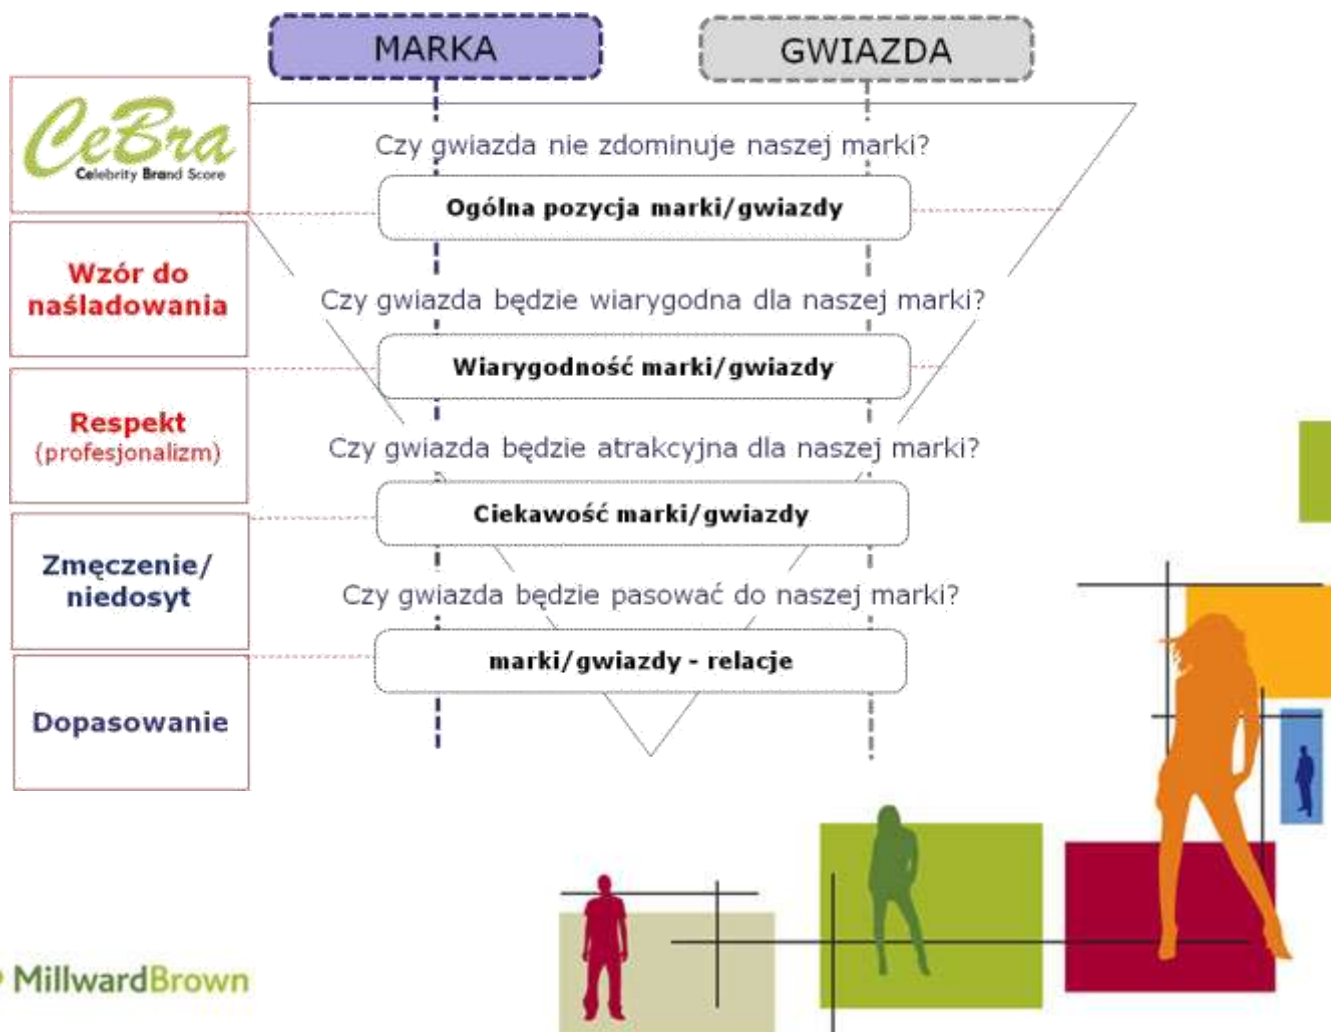 MARKA
GWIAZDA
CeBra
Celebrity Brand Score
Czy gwiazda nie zdominuje naszej marki?
Ogólna pozycja marki/gwiazdy
Wzór do
naśladowania
Czy gwiazda będzie wiarygodna dla naszej marki?
Wiarygodność marki/gwiazdy
Respekt
(profesjonalizm)
Czy gwiazda będzie atrakcyjna dla naszej marki?
Ciekawość marki/gwiazdy
Zmęczenie/
niedosyt
Czy gwiazda będzie pasować do naszej marki?
marki/gwiazdy - relacje
Dopasowanie
MillwardBrown